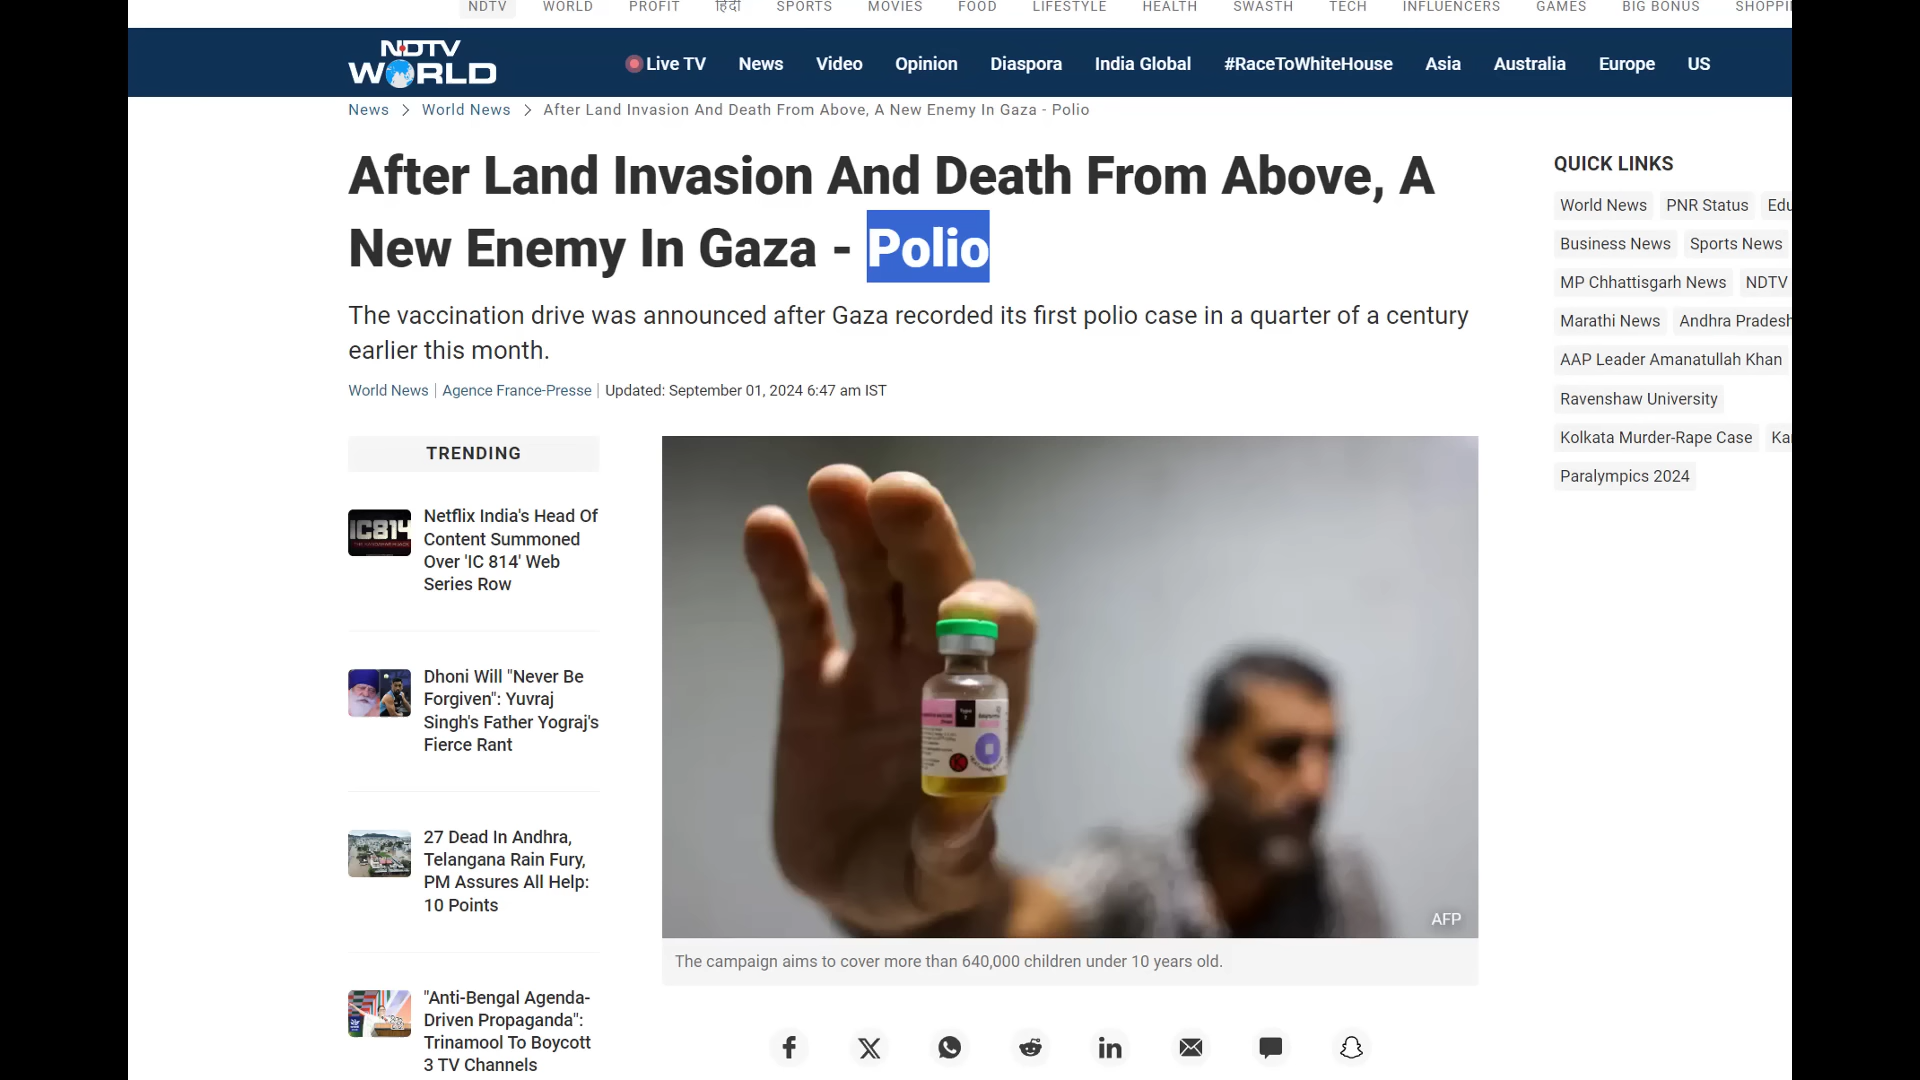 NDTV WORLD PROFIT हिंदी SPORTS MOVIES FOOD LIFESTYLE HEALTH SWASTH TECH INFLUENCERS GAMES BIG BONUS
NDTV
WORLD
Live TV News Video Opinion Diaspora India Global #RaceToWhiteHouse Asia Australia Europe US
News > World News > After Land Invasion And Death From Above, A New Enemy In Gaza - Polio
After Land Invasion And Death From Above, A
New Enemy In Gaza - Polio
The vaccination drive was announced after Gaza recorded its first polio case in a quarter of a century
earlier this month.
World News | Agence France-Presse | Updated: September 01, 2024 6:47 am IST
TRENDING
IC814
Netflix India's Head Of
Content Summoned
Over 'IC 814' Web
Series Row
Dhoni Will "Never Be
Forgiven": Yuvraj
Singh's Father Yograj's
Fierce Rant
27 Dead In Andhra,
Telangana Rain Fury,
PM Assures All Help:
10 Points
"Anti-Bengal Agenda-
Driven Propaganda":
Trinamool To Boycott
3 TV Channels
AFP
The campaign aims to cover more than 640,000 children under 10 years old.
QUICK LINKS
World News PNR Status Edu
Business News Sports News
MP Chhattisgarh News NDTV
Marathi News Andhra Pradesh
AAP Leader Amanatullah Khan
Ravenshaw University
Kolkata Murder-Rape Case Kar
Paralympics 2024